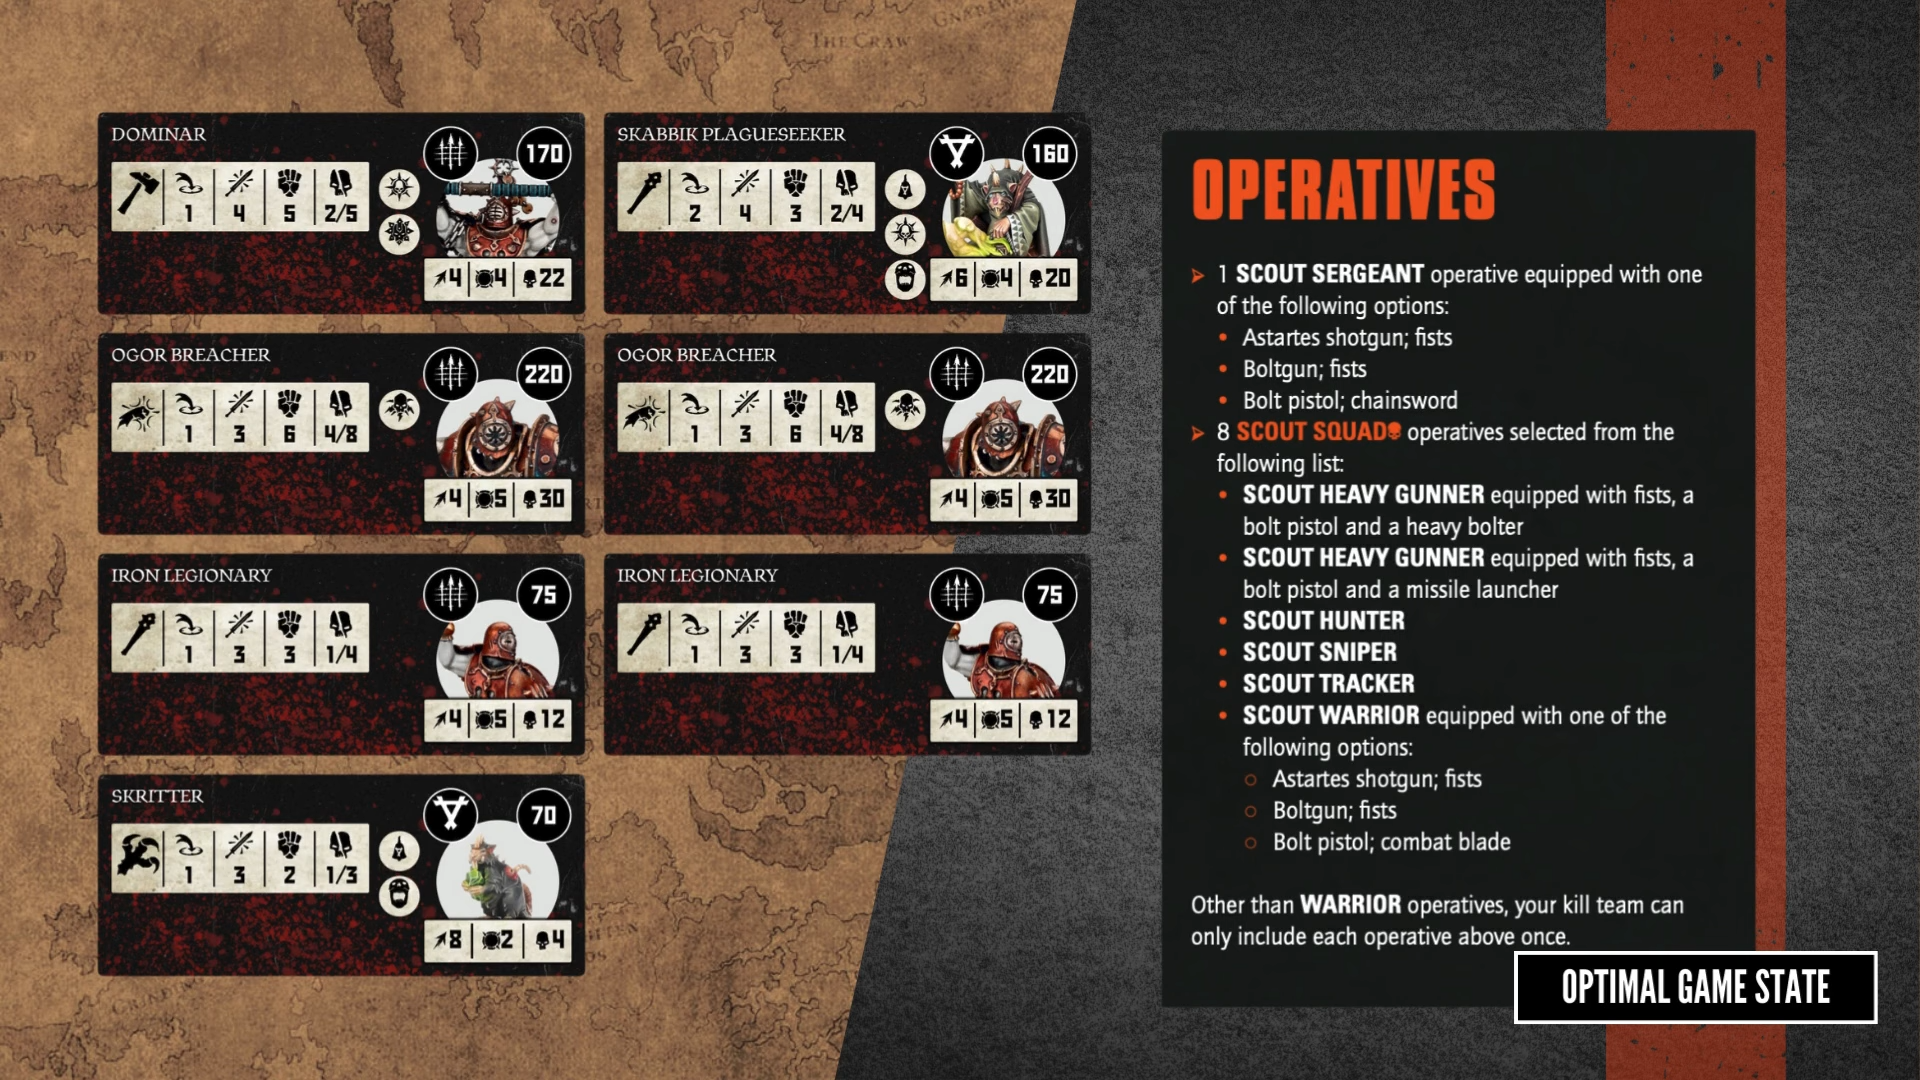 THE CRAW
DOMINAR
170
1 4 5 2/5
4 4 22
SKABBIK PLAGUESEEKER
160
2 4 3 2/4
6 4 20
OGOR BREACHER
220
1 3 6 4/8
4 5 30
OGOR BREACHER
220
1 3 6 4/8
4 5 30
IRON LEGIONARY
75
1 3 3 1/4
4 5 12
IRON LEGIONARY
75
1 3 3 1/4
4 5 12
SKRITTER
70
1 3 2 1/3
8 2 4
OPERATIVES
1 SCOUT SERGEANT operative equipped with one
of the following options:
• Astartes shotgun; fists
• Boltgun; fists
• Bolt pistol; chainsword
8 SCOUT SQUAD operatives selected from the
following list:
• SCOUT HEAVY GUNNER equipped with fists, a
bolt pistol and a heavy bolter
• SCOUT HEAVY GUNNER equipped with fists, a
bolt pistol and a missile launcher
• SCOUT HUNTER
• SCOUT SNIPER
• SCOUT TRACKER
• SCOUT WARRIOR equipped with one of the
following options:
○ Astartes shotgun; fists
○ Boltgun; fists
○ Bolt pistol; combat blade
Other than WARRIOR operatives, your kill team can
only include each operative above once.
OPTIMAL GAME STATE